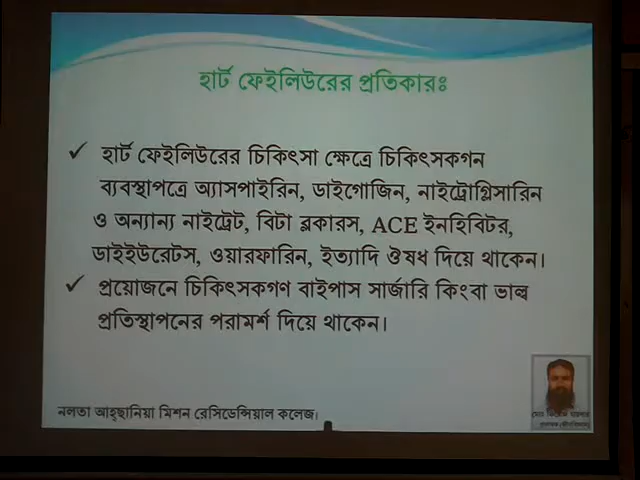 হার্ট ফেইলিউরের প্রতিকারঃ
✓ হার্ট ফেইলিউরের চিকিৎসা ক্ষেত্রে চিকিৎসকগন
ব্যবস্থাপত্রে অ্যাসপাইরিন, ডাইগোজিন, নাইট্রোগ্লিসারিন
ও অন্যান্য নাইট্রেট, বিটা ব্লকারস, ACE ইনহিবিটর,
ডাইইউরেটস, ওয়ারফারিন, ইত্যাদি ঔষধ দিয়ে থাকেন।
✓ প্রয়োজনে চিকিৎসকগণ বাইপাস সার্জারি কিংবা ভাল্ব
প্রতিস্থাপনের পরামর্শ দিয়ে থাকেন।
নলতা আহ্ছানিয়া মিশন রেসিডেন্সিয়াল কলেজ।